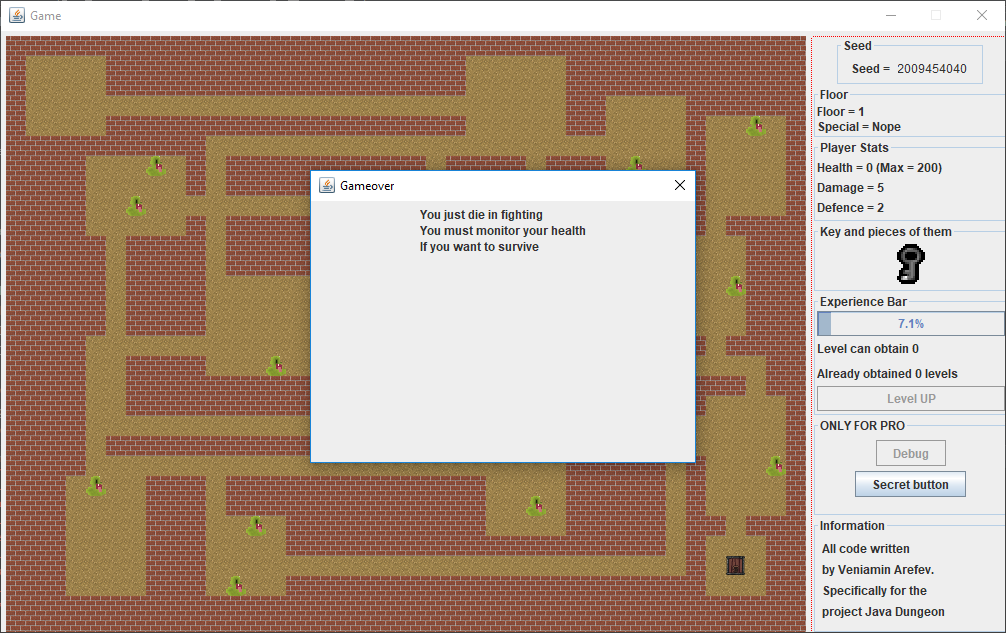 Game
Seed
Seed = 2009454040
Floor
Floor = 1
Special = Nope
Player Stats
Health = 0 (Max = 200)
Damage = 5
Defence = 2
Key and pieces of them
Experience Bar
7.1%
Level can obtain 0
Already obtained 0 levels
Level UP
ONLY FOR PRO
Debug
Secret button
Information
All code written
by Veniamin Arefev.
Specifically for the
project Java Dungeon
Gameover
You just die in fighting
You must monitor your health
If you want to survive